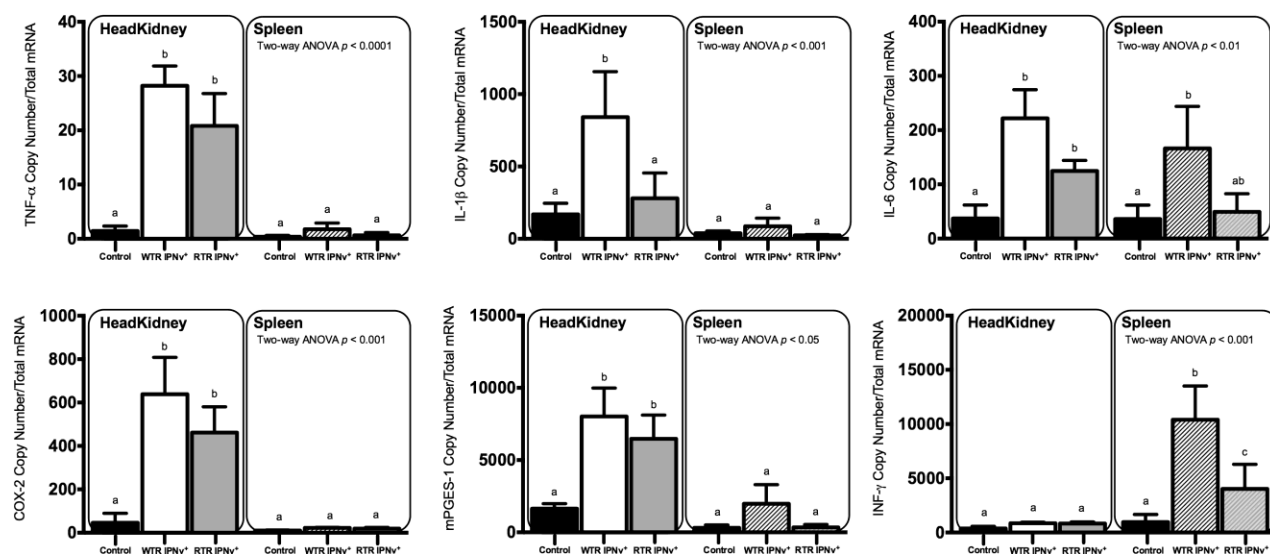 TNF-α Copy Number/Total mRNA
40
30
20
10
0
HeadKidney
a
b
b
Control
WTR IPNv⁺
RTR IPNv⁺
Spleen
Two-way ANOVA p < 0.0001
a
a
a
Control
WTR IPNv⁺
RTR IPNv⁺
IL-1β Copy Number/Total mRNA
1500
1000
500
0
HeadKidney
a
b
a
Control
WTR IPNv⁺
RTR IPNv⁺
Spleen
Two-way ANOVA p < 0.001
a
a
a
Control
WTR IPNv⁺
RTR IPNv⁺
IL-6 Copy Number/Total mRNA
400
300
200
100
0
HeadKidney
a
b
b
Control
WTR IPNv⁺
RTR IPNv⁺
Spleen
Two-way ANOVA p < 0.01
a
b
ab
Control
WTR IPNv⁺
RTR IPNv⁺
COX-2 Copy Number/Total mRNA
1000
800
600
400
200
0
HeadKidney
a
b
b
Control
WTR IPNv⁺
RTR IPNv⁺
Spleen
Two-way ANOVA p < 0.001
a
a
a
Control
WTR IPNv⁺
RTR IPNv⁺
mPGES-1 Copy Number/Total mRNA
15000
10000
5000
0
HeadKidney
a
b
b
Control
WTR IPNv⁺
RTR IPNv⁺
Spleen
Two-way ANOVA p < 0.05
a
a
a
Control
WTR IPNv⁺
RTR IPNv⁺
INF-γ Copy Number/Total mRNA
20000
15000
10000
5000
0
HeadKidney
a
a
a
Control
WTR IPNv⁺
RTR IPNv⁺
Spleen
Two-way ANOVA p < 0.001
a
b
c
Control
WTR IPNv⁺
RTR IPNv⁺